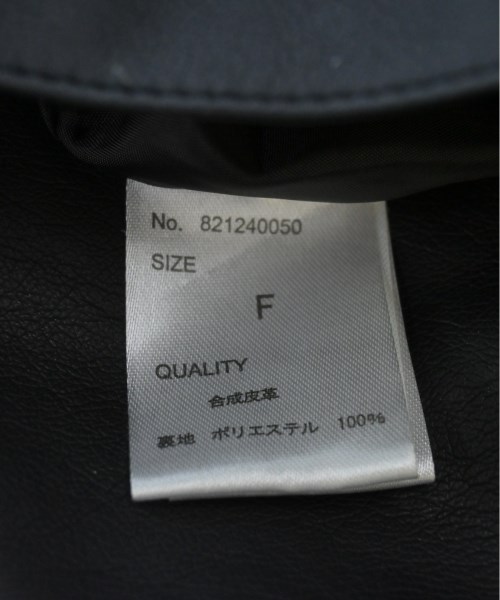 No. 821240050
SIZE
F
QUALITY
合成皮革
裏地 ポリエステル 100%